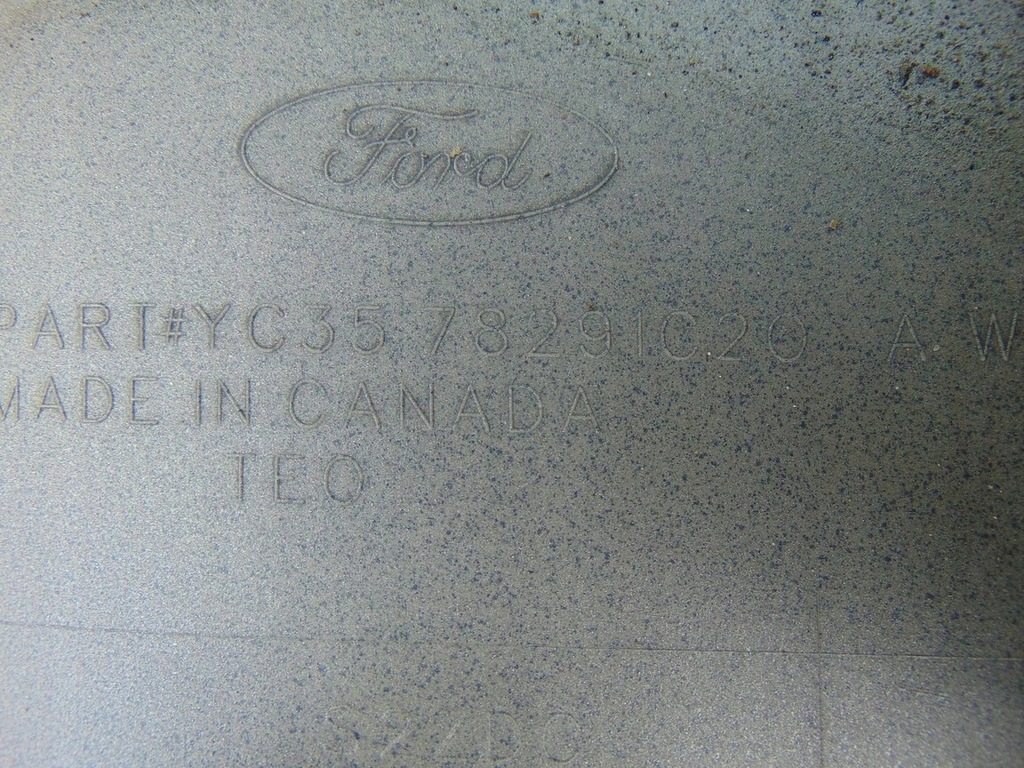 Ford
PART#YC35 78291C20 A W
MADE IN CANADA
TEO